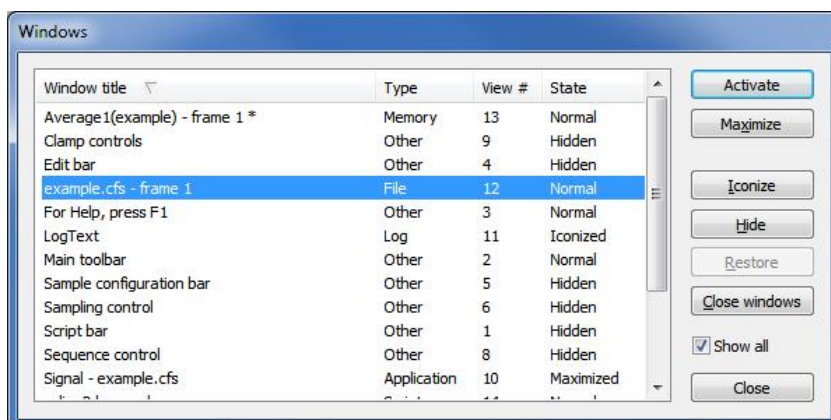 Windows
Window title Type View # State
Average1(example) - frame 1 * Memory 13 Normal
Clamp controls Other 9 Hidden
Edit bar Other 4 Hidden
example.cfs - frame 1 File 12 Normal
For Help, press F1 Other 3 Normal
LogText Log 11 Iconized
Main toolbar Other 2 Normal
Sample configuration bar Other 5 Hidden
Sampling control Other 6 Hidden
Script bar Other 1 Hidden
Sequence control Other 8 Hidden
Signal - example.cfs Application 10 Maximized
Activate
Maximize
Iconize
Hide
Restore
Close windows
Show all
Close